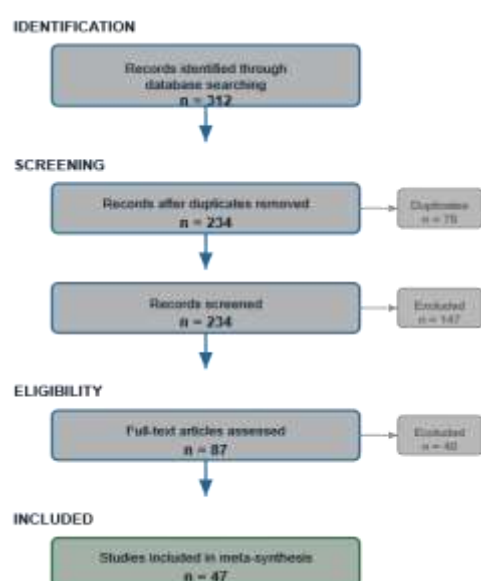 IDENTIFICATION
Records identified through
database searching
n = 312
SCREENING
Records after duplicates removed
n = 234
Duplicates
n = 78
Records screened
n = 234
Excluded
n = 147
ELIGIBILITY
Full-text articles assessed
n = 87
Excluded
n = 40
INCLUDED
Studies included in meta-synthesis
n = 47